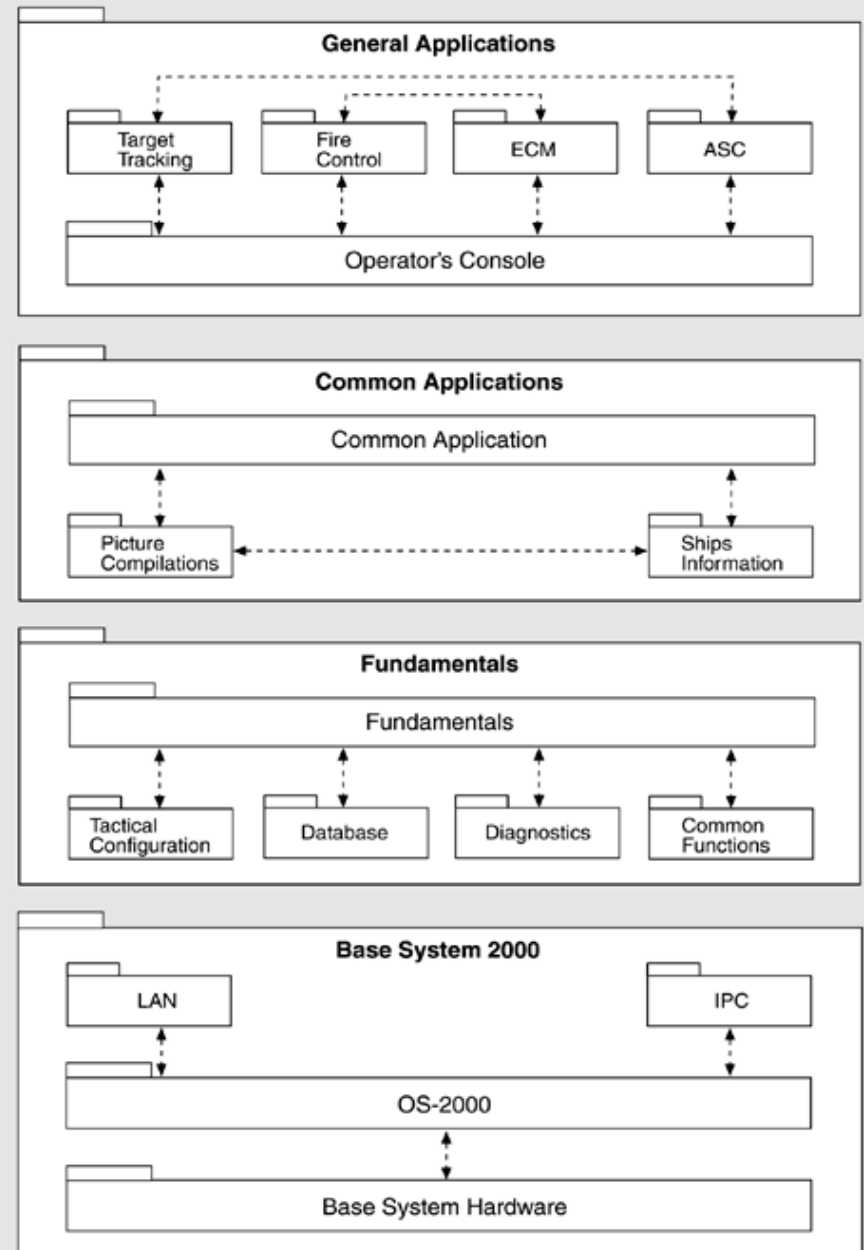 General Applications
Target
Tracking
Fire
Control
ECM
ASC
Operator's Console
Common Applications
Common Application
Picture
Compilations
Ships
Information
Fundamentals
Fundamentals
Tactical
Configuration
Database
Diagnostics
Common
Functions
Base System 2000
LAN
IPC
OS-2000
Base System Hardware